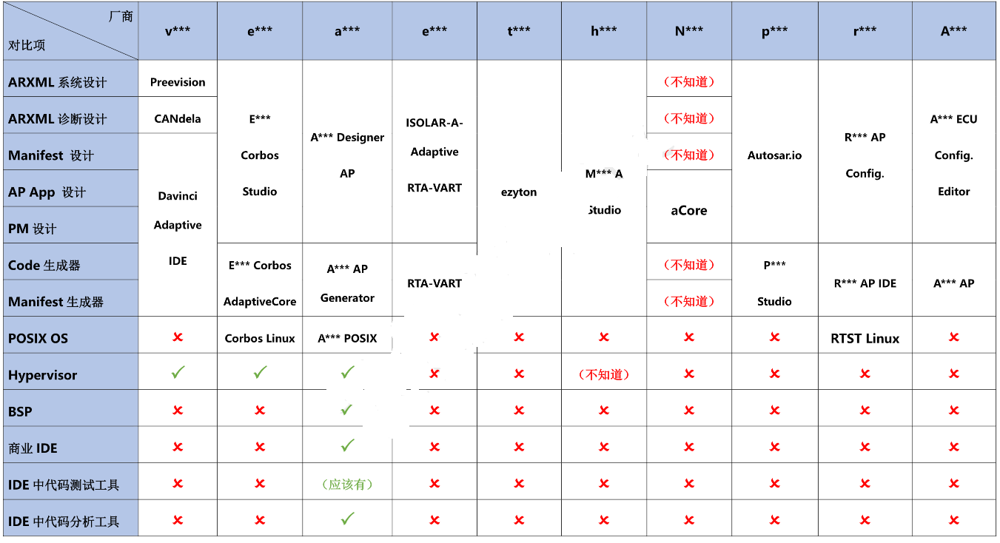 厂商
对比项
v***
e***
a***
e***
t***
h***
N***
p***
r***
A***
ARXML 系统设计
Preevision
（不知道）
ARXML 诊断设计
CANdela
（不知道）
Manifest 设计
（不知道）
AP App 设计
PM 设计
Davinci
Adaptive
IDE
E***
Corbos
Studio
A*** Designer
AP
ISOLAR-A-
Adaptive
RTA-VART
ezyton
M*** A
Studio
aCore
Autosar.io
R*** AP
Config.
A*** ECU
Config.
Editor
Code 生成器
Manifest 生成器
E*** Corbos
AdaptiveCore
A*** AP
Generator
RTA-VART
（不知道）
（不知道）
P***
Studio
R*** AP IDE
A*** AP
POSIX OS
✘
Corbos Linux
A*** POSIX
✘
✘
✘
✘
✘
RTST Linux
✘
Hypervisor
✓
✓
✓
✘
✘
（不知道）
✘
✘
✘
✘
BSP
✘
✘
✓
✘
✘
✘
✘
✘
✘
✘
商业 IDE
✘
✘
✓
✘
✘
✘
✘
✘
✘
✘
IDE 中代码测试工具
✘
✘
（应该有）
✘
✘
✘
✘
✘
✘
✘
IDE 中代码分析工具
✘
✘
✓
✘
✘
✘
✘
✘
✘
✘